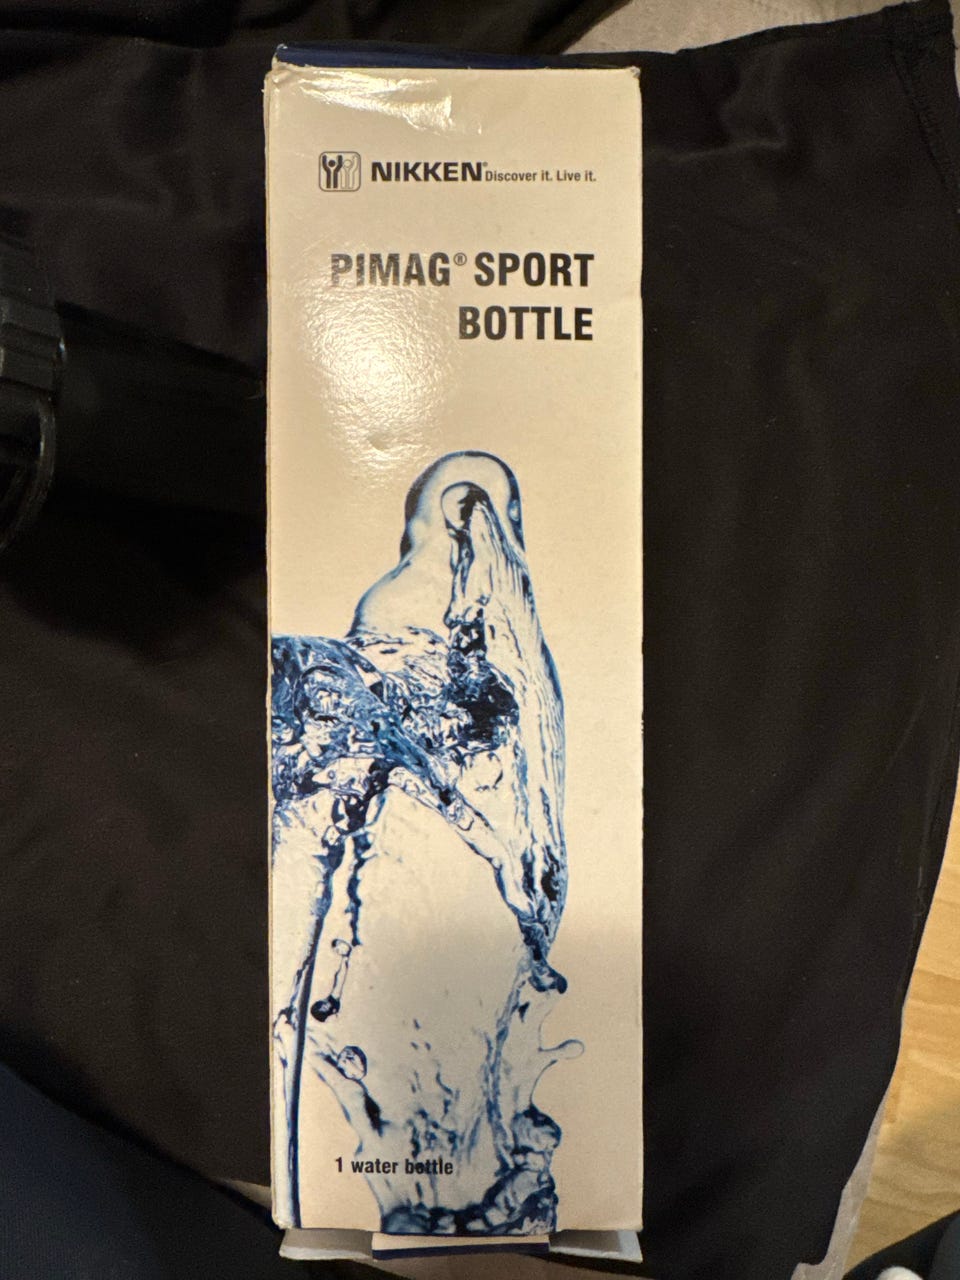 NIKKEN® Discover it. Live it.
PIMAG® SPORT
BOTTLE
1 water bottle